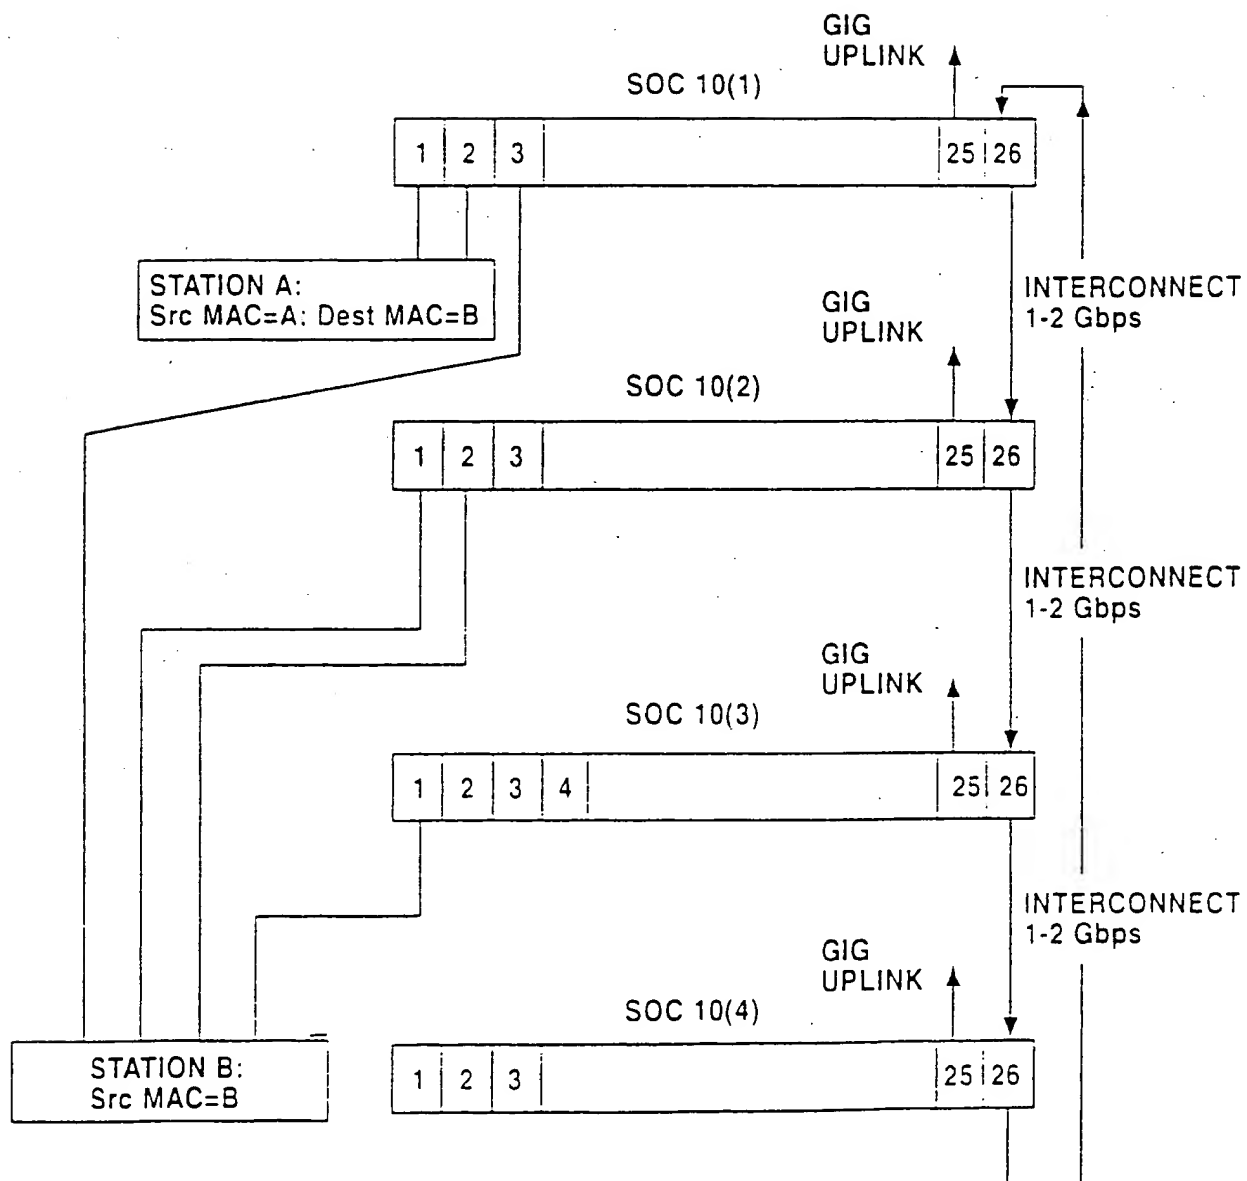 GIG
UPLINK
SOC 10(1)
1 2 3 25 26
STATION A:
Src MAC=A: Dest MAC=B
GIG
UPLINK
INTERCONNECT
1-2 Gbps
SOC 10(2)
1 2 3 25 26
INTERCONNECT
1-2 Gbps
GIG
UPLINK
SOC 10(3)
1 2 3 4 25 26
INTERCONNECT
1-2 Gbps
GIG
UPLINK
SOC 10(4)
STATION B:
Src MAC=B
1 2 3 25 26